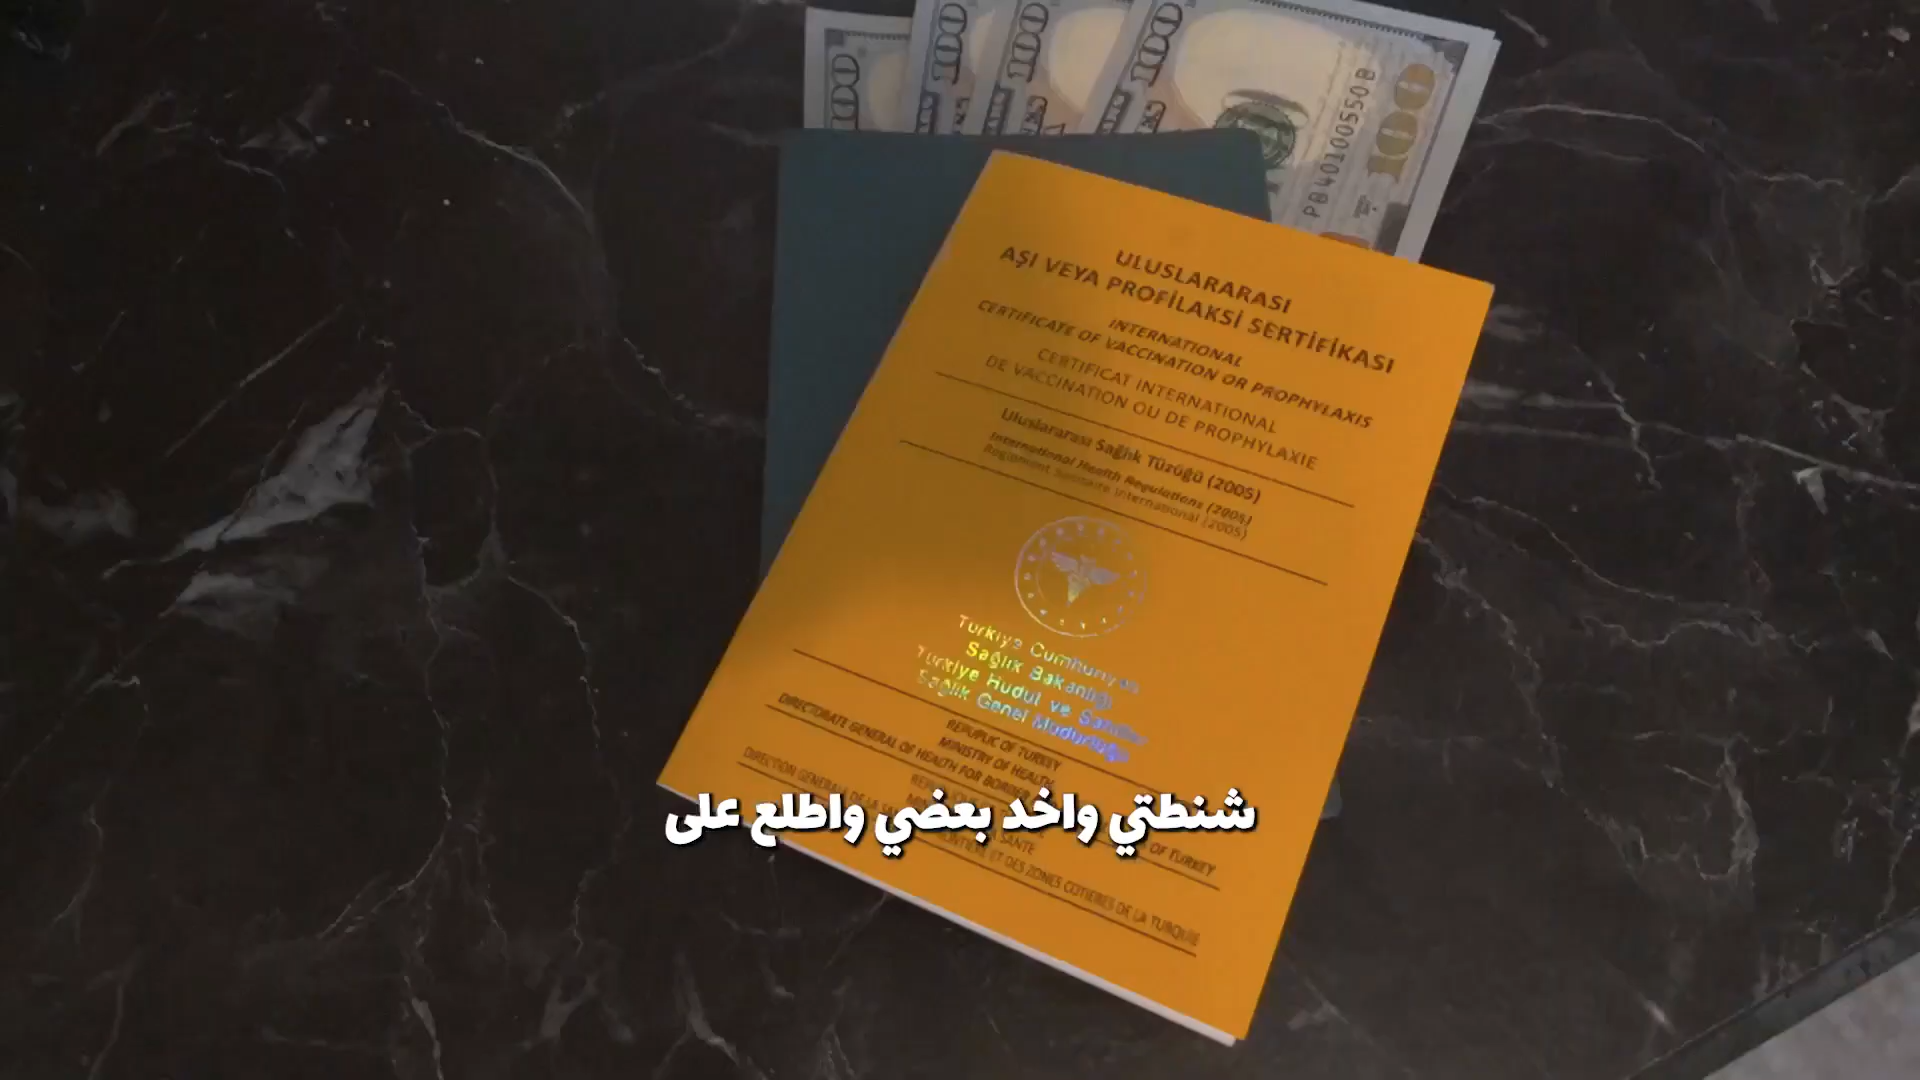 100
100
100
100
100
PB40100550B
ULUSLARARASI
AŞI VEYA PROFİLAKSİ SERTİFİKASI
INTERNATIONAL
CERTIFICATE OF VACCINATION OR PROPHYLAXIS
CERTIFICAT INTERNATIONAL
DE VACCINATION OU DE PROPHYLAXIE
Uluslararası Sağlık Tüzüğü (2005)
International Health Regulations (2005)
Règlement Sanitaire International (2005)
Türkiye Cumhuriyeti
Sağlık Bakanlığı
Türkiye Hudut ve Sahiller
Sağlık Genel Müdürlüğü
REPUPLIC OF TURKEY
MINISTRY OF HEALTH
DIRECTORATE GENERAL OF HEALTH FOR BORDER
OF TURKEY
DIRECTION GENERALE DE LA
ET DES ZONES COTIERES DE LA TURQUIE
شنطتي واخد بعضي واطلع على